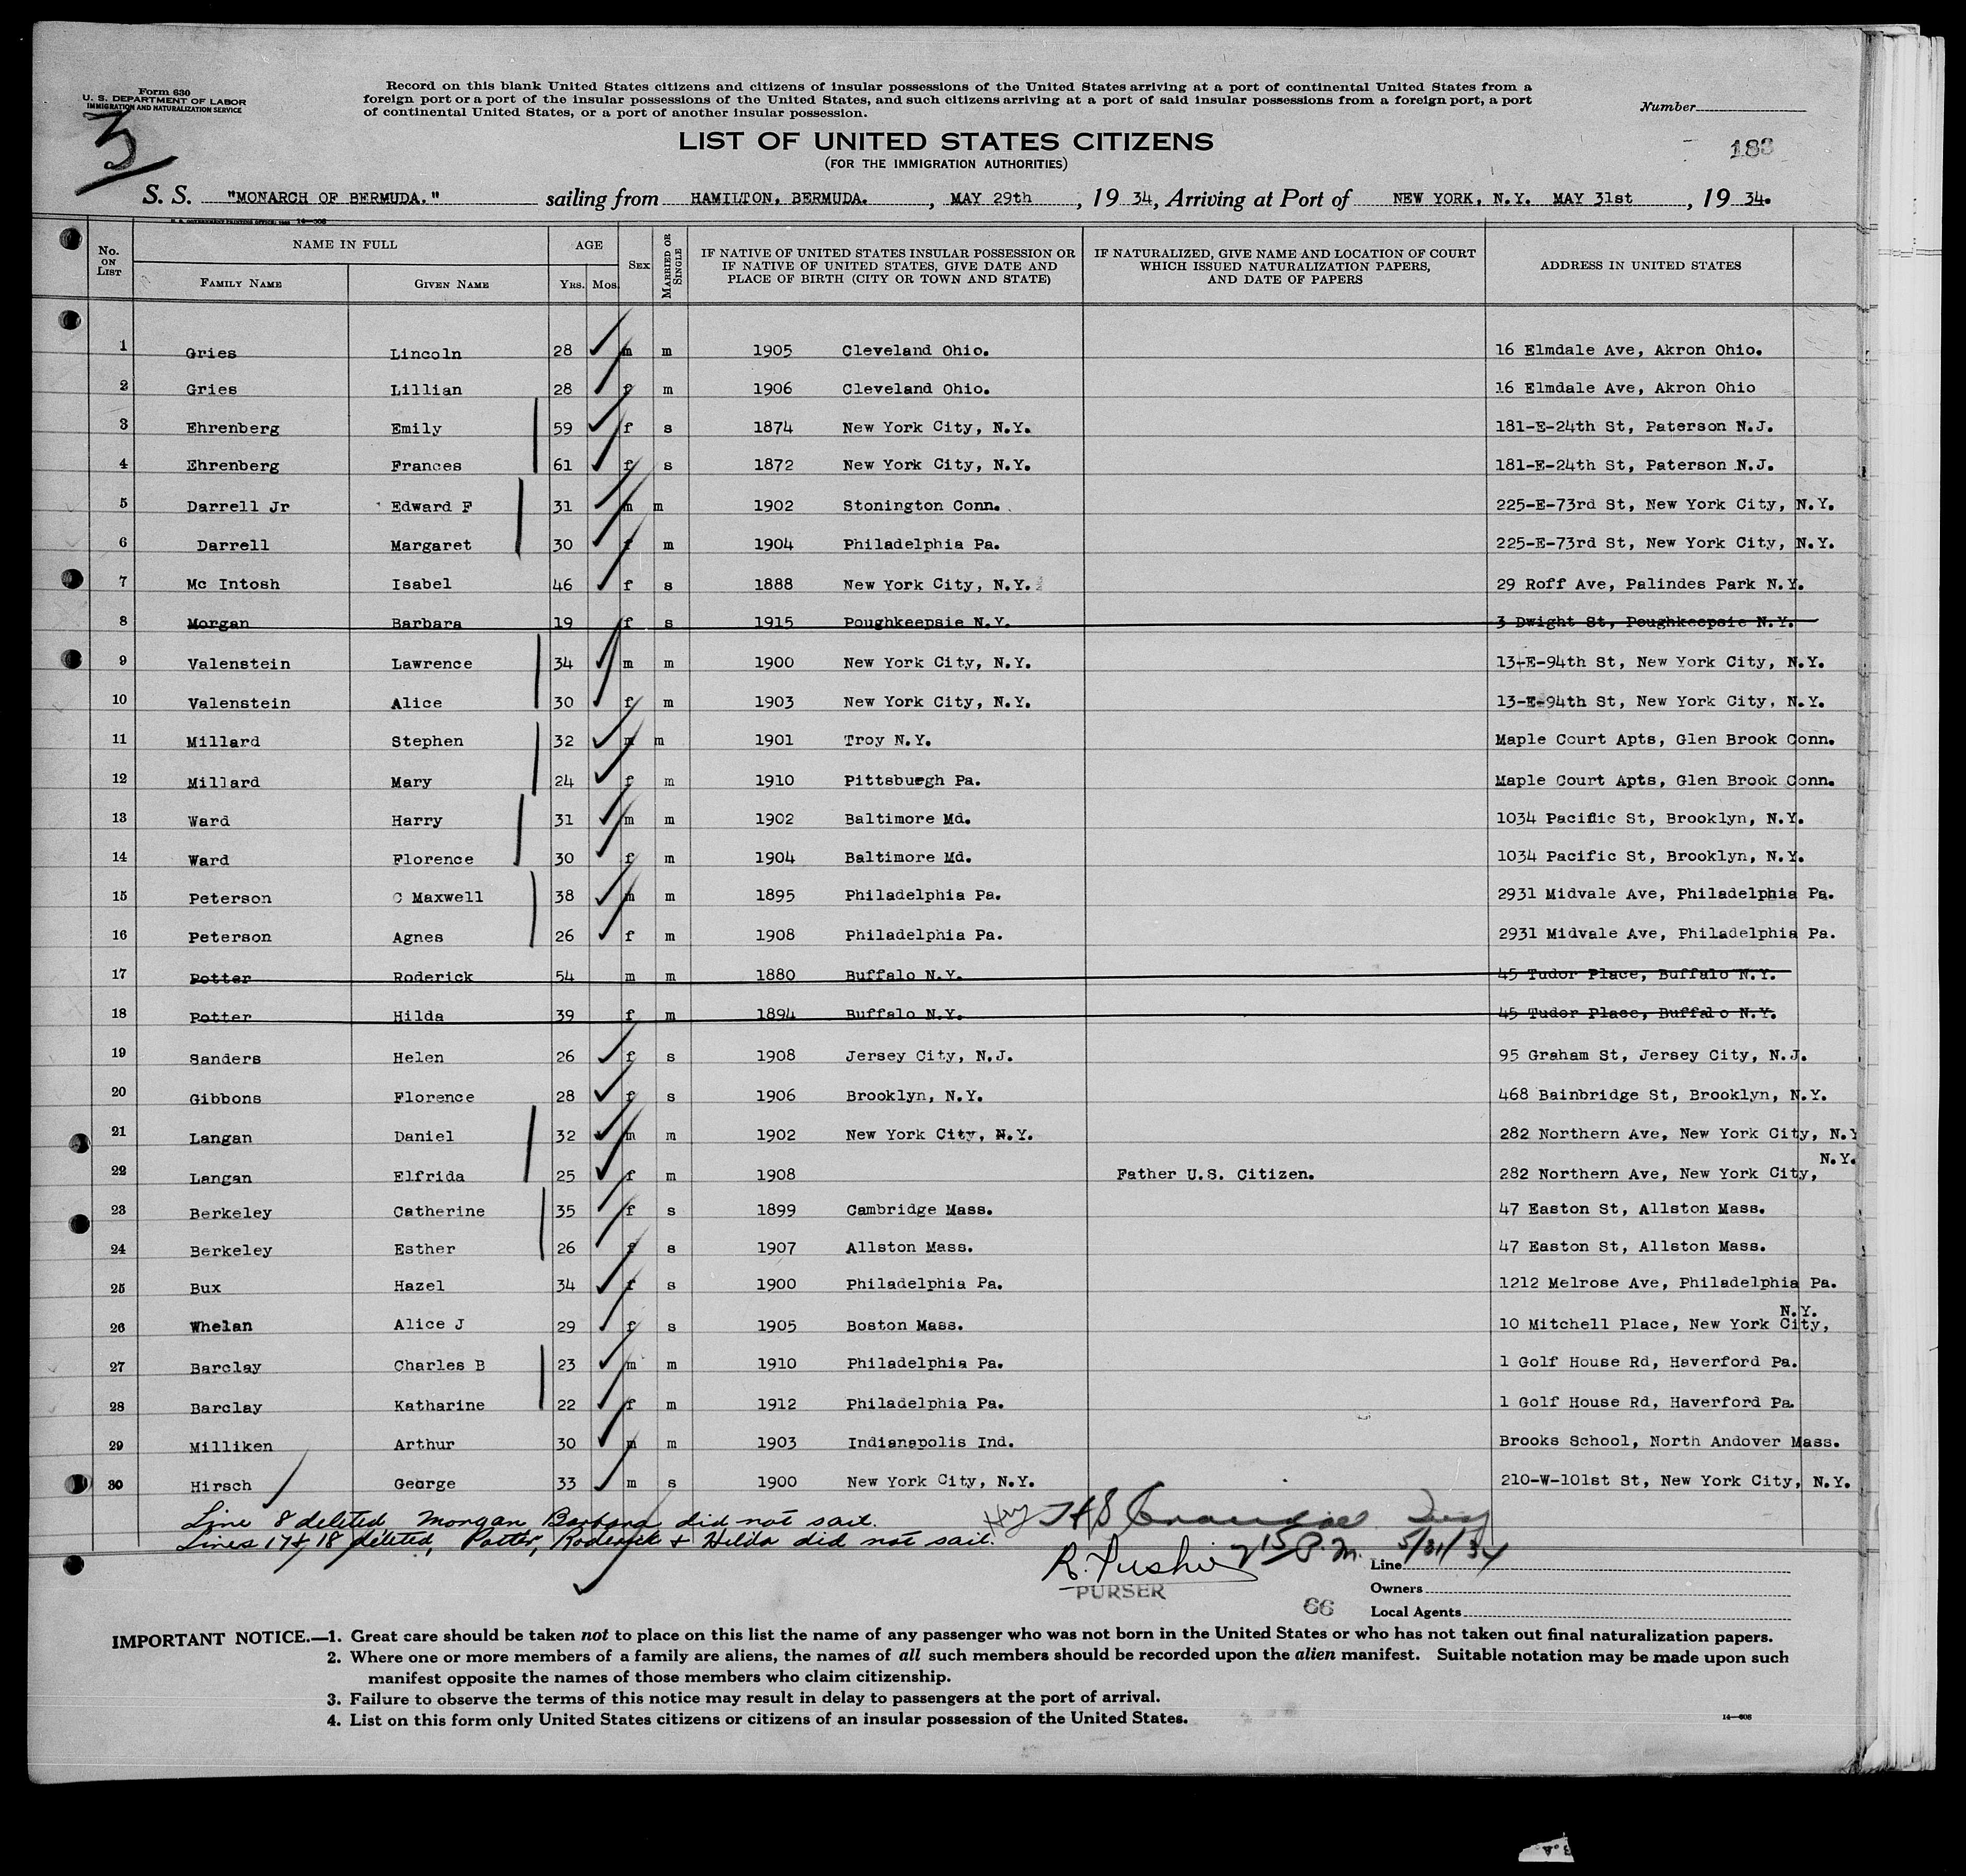 Form 630
U. S. DEPARTMENT OF LABOR
IMMIGRATION AND NATURALIZATION SERVICE
3
Record on this blank United States citizens and citizens of insular possessions of the United States arriving at a port of continental United States from a
foreign port or a port of the insular possessions of the United States, and such citizens arriving at a port of said insular possessions from a foreign port, a port
of continental United States, or a port of another insular possession.
Number
183
LIST OF UNITED STATES CITIZENS
(FOR THE IMMIGRATION AUTHORITIES)
S. S. "MONARCH OF BERMUDA." sailing from HAMILTON, BERMUDA. , MAY 29th , 19 34, Arriving at Port of NEW YORK, N.Y. MAY 31st , 19 34.
No. ON LIST NAME IN FULL FAMILY NAME GIVEN NAME AGE YRS. MOS. SEX MARRIED OR SINGLE IF NATIVE OF UNITED STATES INSULAR POSSESSION OR IF NATIVE OF UNITED STATES, GIVE DATE AND PLACE OF BIRTH (CITY OR TOWN AND STATE) IF NATURALIZED, GIVE NAME AND LOCATION OF COURT WHICH ISSUED NATURALIZATION PAPERS, AND DATE OF PAPERS ADDRESS IN UNITED STATES
1 Gries Lincoln 28 m m 1905 Cleveland Ohio. 16 Elmdale Ave, Akron Ohio.
2 Gries Lillian 28 f m 1906 Cleveland Ohio. 16 Elmdale Ave, Akron Ohio
3 Ehrenberg Emily 59 f s 1874 New York City, N.Y. 181-E-24th St, Paterson N.J.
4 Ehrenberg Frances 61 f s 1872 New York City, N.Y. 181-E-24th St, Paterson N.J.
5 Darrell Jr Edward F 31 m m 1902 Stonington Conn. 225-E-73rd St, New York City, N.Y.
6 Darrell Margaret 30 f m 1904 Philadelphia Pa. 225-E-73rd St, New York City, N.Y.
7 Mc Intosh Isabel 46 f s 1888 New York City, N.Y. 29 Roff Ave, Palindes Park N.Y.
8 Morgan Barbara 19 f s 1915 Poughkeepsie N.Y. 3 Dwight St, Poughkeepsie N.Y.
9 Valenstein Lawrence 34 m m 1900 New York City, N.Y. 13-E-94th St, New York City, N.Y.
10 Valenstein Alice 30 f m 1903 New York City, N.Y. 13-E-94th St, New York City, N.Y.
11 Millard Stephen 32 m m 1901 Troy N.Y. Maple Court Apts, Glen Brook Conn.
12 Millard Mary 24 f m 1910 Pittsburgh Pa. Maple Court Apts, Glen Brook Conn.
13 Ward Harry 31 m m 1902 Baltimore Md. 1034 Pacific St, Brooklyn, N.Y.
14 Ward Florence 30 f m 1904 Baltimore Md. 1034 Pacific St, Brooklyn, N.Y.
15 Peterson C Maxwell 38 m m 1895 Philadelphia Pa. 2931 Midvale Ave, Philadelphia Pa.
16 Peterson Agnes 26 f m 1908 Philadelphia Pa. 2931 Midvale Ave, Philadelphia Pa.
17 Potter Roderick 54 m m 1880 Buffalo N.Y. 45 Tudor Place, Buffalo N.Y.
18 Potter Hilda 39 f m 1894 Buffalo N.Y. 45 Tudor Place, Buffalo N.Y.
19 Sanders Helen 26 f s 1908 Jersey City, N.J. 95 Graham St, Jersey City, N.J.
20 Gibbons Florence 28 f s 1906 Brooklyn, N.Y. 468 Bainbridge St, Brooklyn, N.Y.
21 Langan Daniel 32 m m 1902 New York City, N.Y. 282 Northern Ave, New York City, N.Y
22 Langan Elfrida 25 f m 1908 Father U.S. Citizen. 282 Northern Ave, New York City, N.Y.
23 Berkeley Catherine 35 f s 1899 Cambridge Mass. 47 Easton St, Allston Mass.
24 Berkeley Esther 26 f s 1907 Allston Mass. 47 Easton St, Allston Mass.
25 Bux Hazel 34 f s 1900 Philadelphia Pa. 1212 Melrose Ave, Philadelphia Pa.
26 Whelan Alice J 29 f s 1905 Boston Mass. 10 Mitchell Place, New York City, N.Y.
27 Barclay Charles B 23 m m 1910 Philadelphia Pa. 1 Golf House Rd, Haverford Pa.
28 Barclay Katharine 22 f m 1912 Philadelphia Pa. 1 Golf House Rd, Haverford Pa.
29 Milliken Arthur 30 m m 1903 Indianapolis Ind. Brooks School, North Andover Mass.
30 Hirsch George 33 m s 1900 New York City, N.Y. 210-W-101st St, New York City, N.Y.
Line 8 deleted, Morgan Barbara did not sail.
Lines 17 & 18 deleted, Potter, Roderick & Hilda did not sail.
215 P.M. 5/31/34
PURSER
66
Line
Owners
Local Agents
IMPORTANT NOTICE.—1. Great care should be taken not to place on this list the name of any passenger who was not born in the United States or who has not taken out final naturalization papers.
2. Where one or more members of a family are aliens, the names of all such members should be recorded upon the alien manifest. Suitable notation may be made upon such
manifest opposite the names of those members who claim citizenship.
3. Failure to observe the terms of this notice may result in delay to passengers at the port of arrival.
4. List on this form only United States citizens or citizens of an insular possession of the United States.